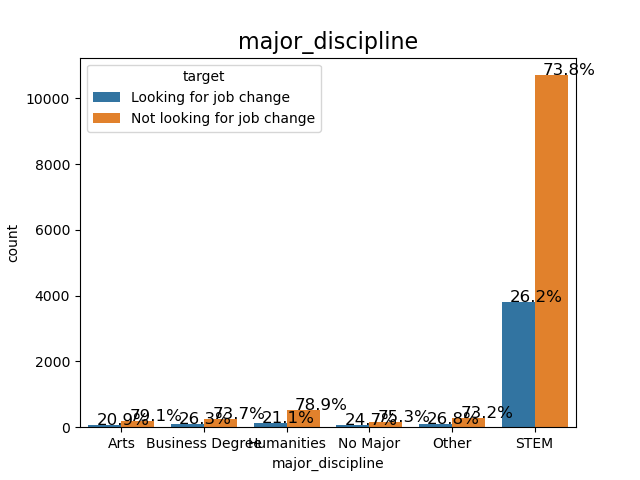 major_discipline
target
Looking for job change
Not looking for job change
10000
8000
6000
4000
2000
0
count
20.9%
79.1%
26.3%
73.7%
21.1%
78.9%
24.7%
75.3%
26.8%
73.2%
26.2%
73.8%
Arts
Business Degree
Humanities
No Major
Other
STEM
major_discipline